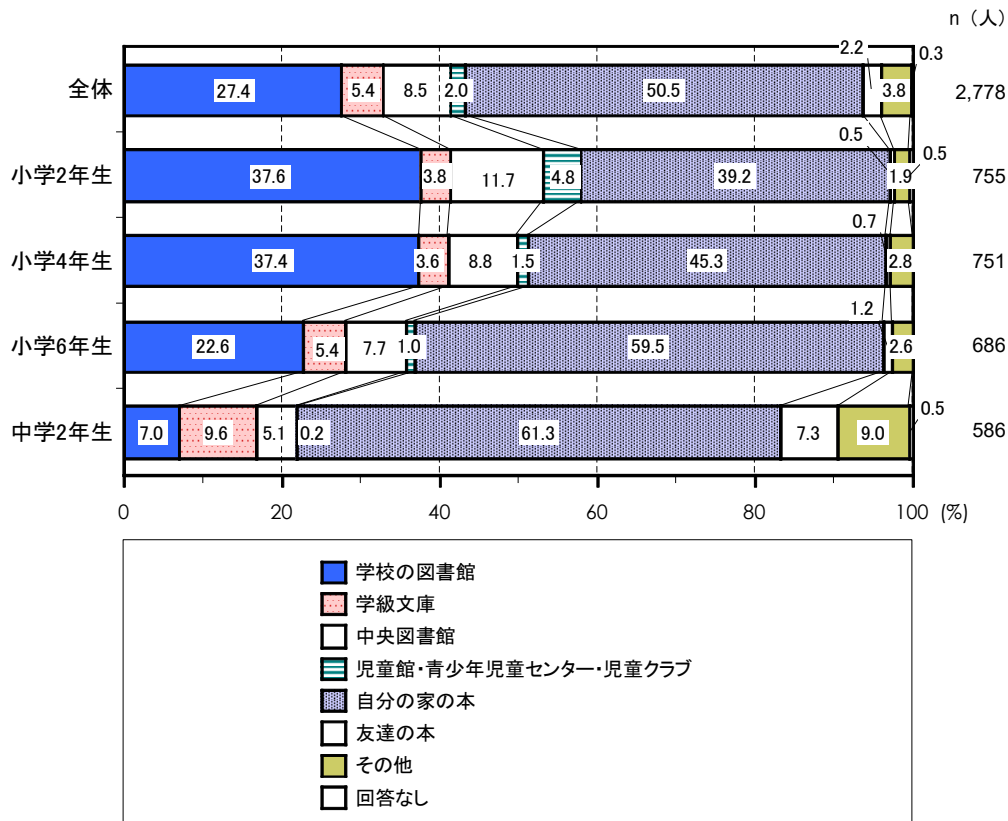 n（人）
2.2
0.3
全体 27.4 5.4 8.5 2.0 50.5 3.8 2,778
0.5
0.5
小学2年生 37.6 3.8 11.7 4.8 39.2 1.9 755
0.7
小学4年生 37.4 3.6 8.8 1.5 45.3 2.8 751
1.2
小学6年生 22.6 5.4 7.7 1.0 59.5 2.6 686
0.5
中学2年生 7.0 9.6 5.1 0.2 61.3 7.3 9.0 586
0 20 40 60 80 100 (%)
学校の図書館
学級文庫
中央図書館
児童館・青少年児童センター・児童クラブ
自分の家の本
友達の本
その他
回答なし